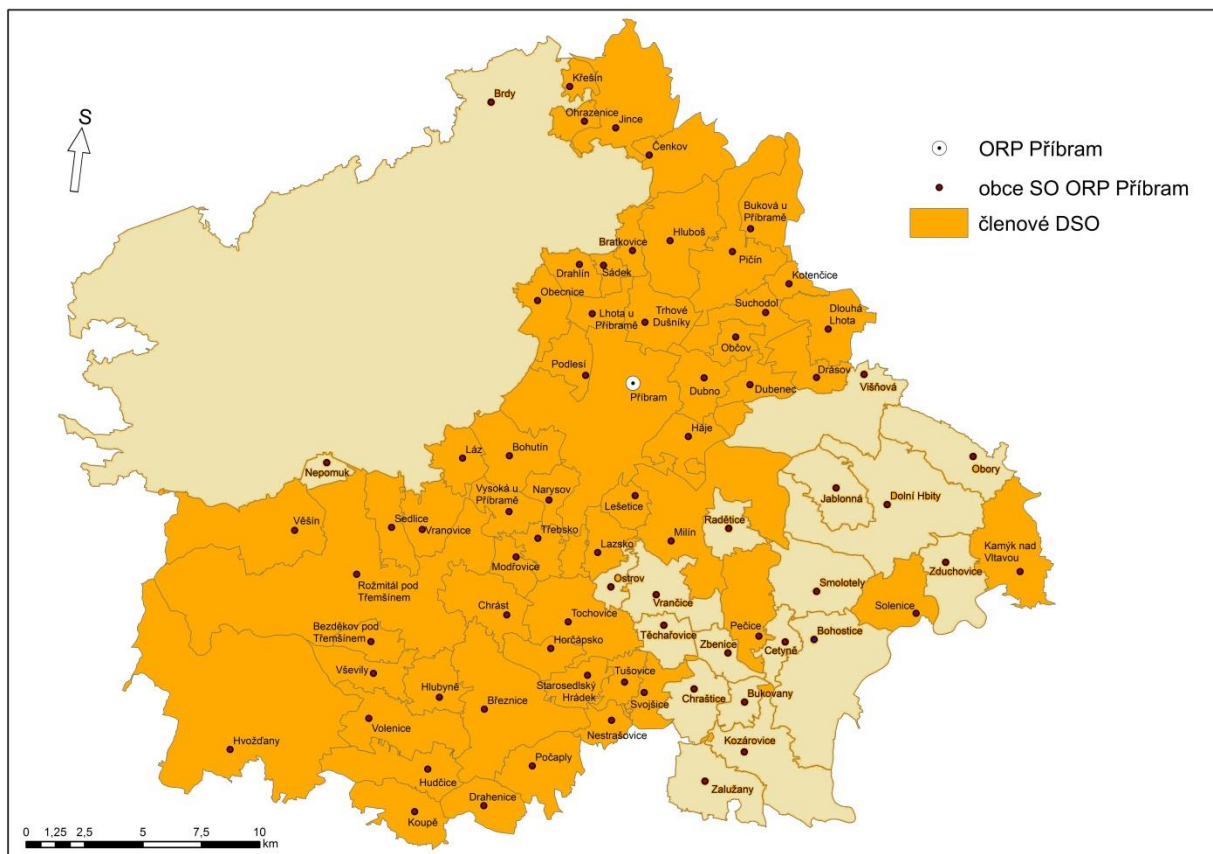 Křešín
Brdy
Ohrazenice
Jince
S
Čenkov
ORP Příbram
obce SO ORP Příbram
členové DSO
Buková u
Příbramě
Hluboš
Bratkovice
Pičín
Drahlín
Sádek
Kotenčice
Obecnice
Suchodol
Dlouhá
Lhota
Lhota u
Příbramě
Trhové
Dušníky
Občov
Podlesí
Drásov
Višňová
Dubno
Dubenec
Příbram
Háje
Láz
Bohutín
Nepomuk
Obory
Jablonná
Dolní Hbity
Vysoká u
Příbramě
Narysov
Lešetice
Radětice
Věšín
Sedlice
Vranovice
Třebsko
Milín
Lazsko
Kamýk nad
Vltavou
Modřovice
Zduchovice
Rožmitál pod
Třemšínem
Ostrov
Vrančice
Smolotely
Chrást
Solenice
Tochovice
Bezděkov pod
Třemšínem
Těchařovice
Pečice
Bohostice
Horčápsko
Zbenice
Cetyně
Vševily
Starosedlský
Hrádek
Tušovice
Hlubyně
Svojšice
Chraštice
Bukovany
Březnice
Volenice
Nestrašovice
Hvožďany
Kozárovice
Počaply
Hudčice
Zalužany
Drahenice
Koupě
0 1,25 2,5 5 7,5 10
km